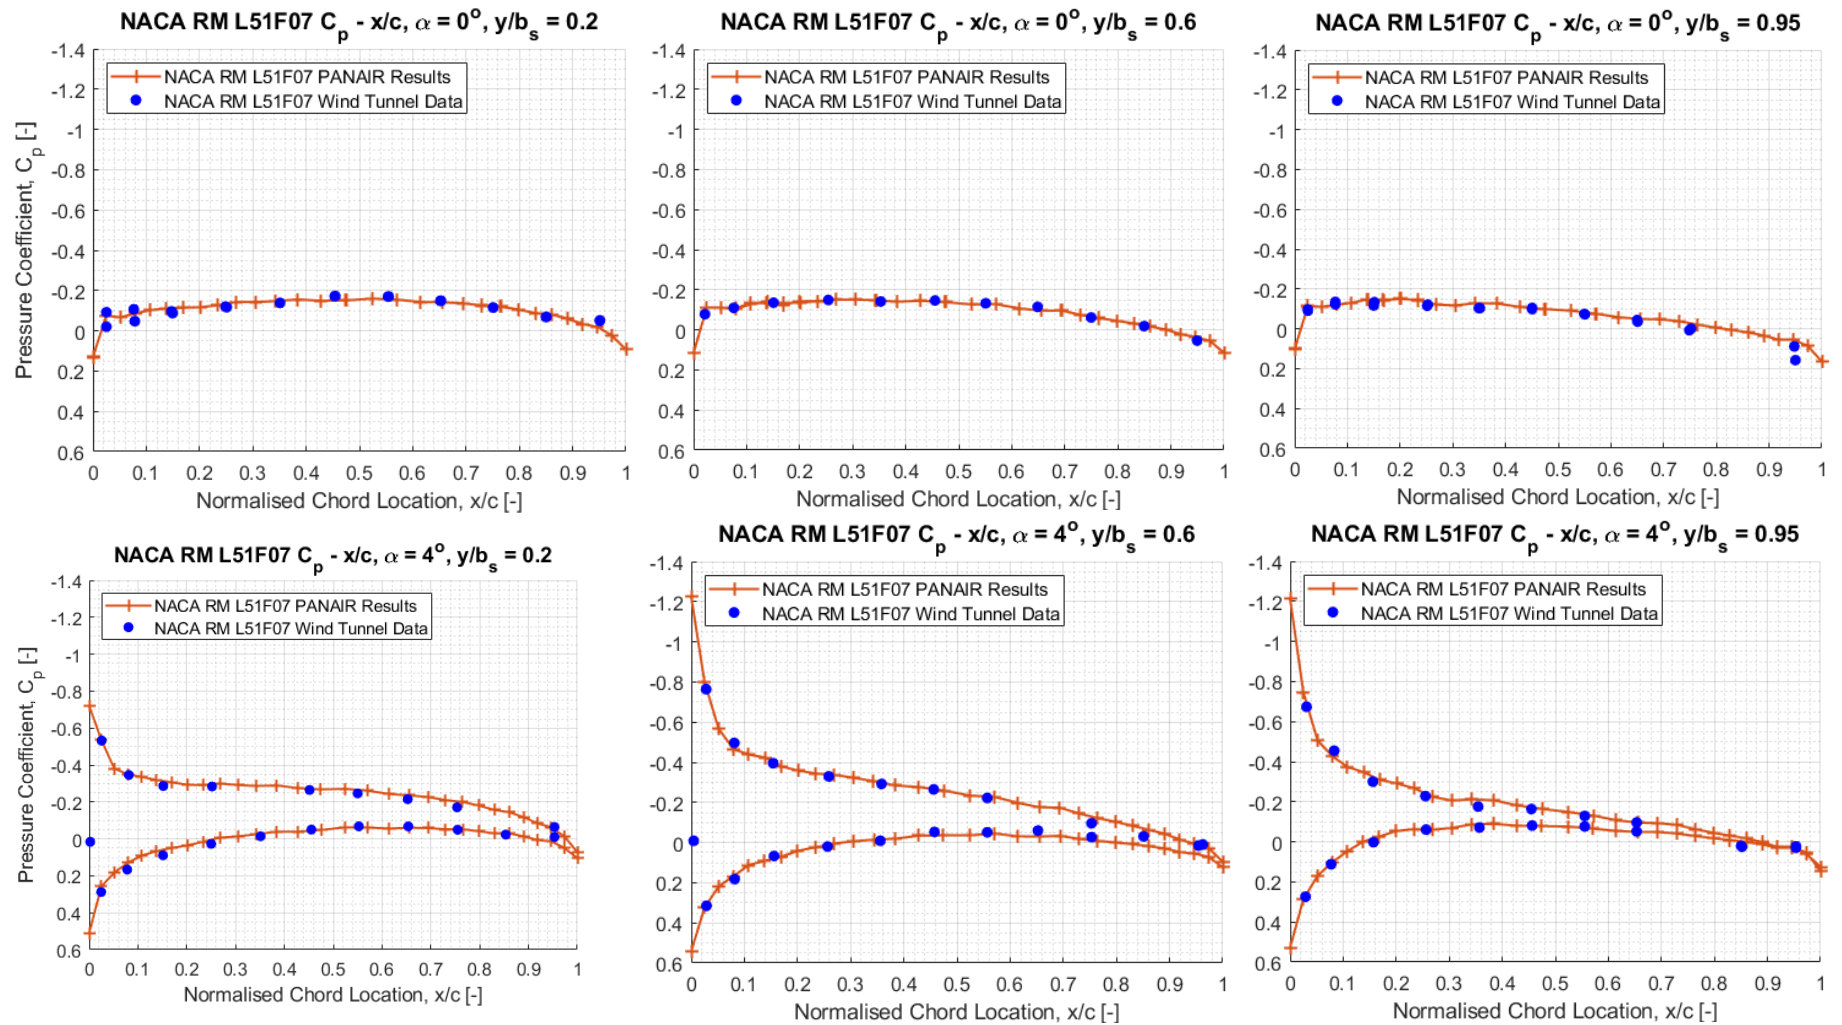 NACA RM L51F07 Cp - x/c, α = 0o, y/bs = 0.2
-1.4
-1.2
-1
-0.8
-0.6
-0.4
-0.2
0
0.2
0.4
0.6
Pressure Coefficient, Cp [-]
NACA RM L51F07 PANAIR Results
NACA RM L51F07 Wind Tunnel Data
0 0.1 0.2 0.3 0.4 0.5 0.6 0.7 0.8 0.9 1
Normalised Chord Location, x/c [-]
NACA RM L51F07 Cp - x/c, α = 0o, y/bs = 0.6
-1.4
-1.2
-1
-0.8
-0.6
-0.4
-0.2
0
0.2
0.4
0.6
NACA RM L51F07 PANAIR Results
NACA RM L51F07 Wind Tunnel Data
0 0.1 0.2 0.3 0.4 0.5 0.6 0.7 0.8 0.9 1
Normalised Chord Location, x/c [-]
NACA RM L51F07 Cp - x/c, α = 0o, y/bs = 0.95
-1.4
-1.2
-1
-0.8
-0.6
-0.4
-0.2
0
0.2
0.4
0.6
NACA RM L51F07 PANAIR Results
NACA RM L51F07 Wind Tunnel Data
0 0.1 0.2 0.3 0.4 0.5 0.6 0.7 0.8 0.9 1
Normalised Chord Location, x/c [-]
NACA RM L51F07 Cp - x/c, α = 4o, y/bs = 0.2
-1.4
-1.2
-1
-0.8
-0.6
-0.4
-0.2
0
0.2
0.4
0.6
Pressure Coefficient, Cp [-]
NACA RM L51F07 PANAIR Results
NACA RM L51F07 Wind Tunnel Data
0 0.1 0.2 0.3 0.4 0.5 0.6 0.7 0.8 0.9 1
Normalised Chord Location, x/c [-]
NACA RM L51F07 Cp - x/c, α = 4o, y/bs = 0.6
-1.4
-1.2
-1
-0.8
-0.6
-0.4
-0.2
0
0.2
0.4
0.6
NACA RM L51F07 PANAIR Results
NACA RM L51F07 Wind Tunnel Data
0 0.1 0.2 0.3 0.4 0.5 0.6 0.7 0.8 0.9 1
Normalised Chord Location, x/c [-]
NACA RM L51F07 Cp - x/c, α = 4o, y/bs = 0.95
-1.4
-1.2
-1
-0.8
-0.6
-0.4
-0.2
0
0.2
0.4
0.6
NACA RM L51F07 PANAIR Results
NACA RM L51F07 Wind Tunnel Data
0 0.1 0.2 0.3 0.4 0.5 0.6 0.7 0.8 0.9 1
Normalised Chord Location, x/c [-]